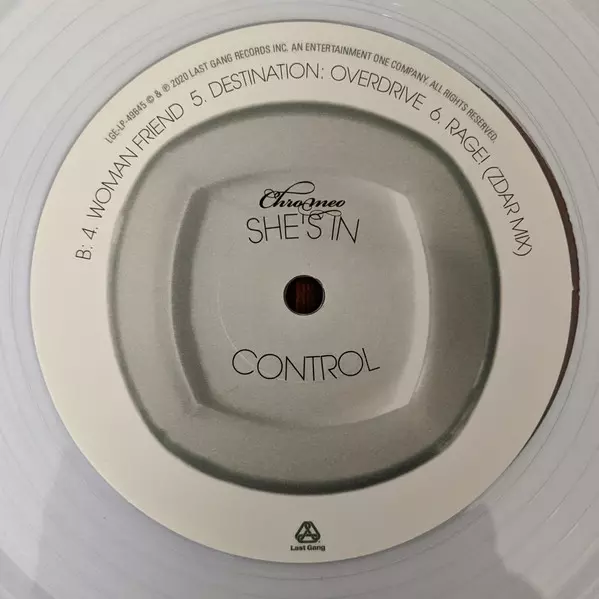 LGE-LP-49645 © & ℗ 2020 LAST GANG RECORDS INC. AN ENTERTAINMENT ONE COMPANY. ALL RIGHTS RESERVED.
B: 4. WOMAN FRIEND 5. DESTINATION: OVERDRIVE 6. RAGE! (ZDAR MIX)
Chromeo
SHE'S IN
CONTROL
Last Gang